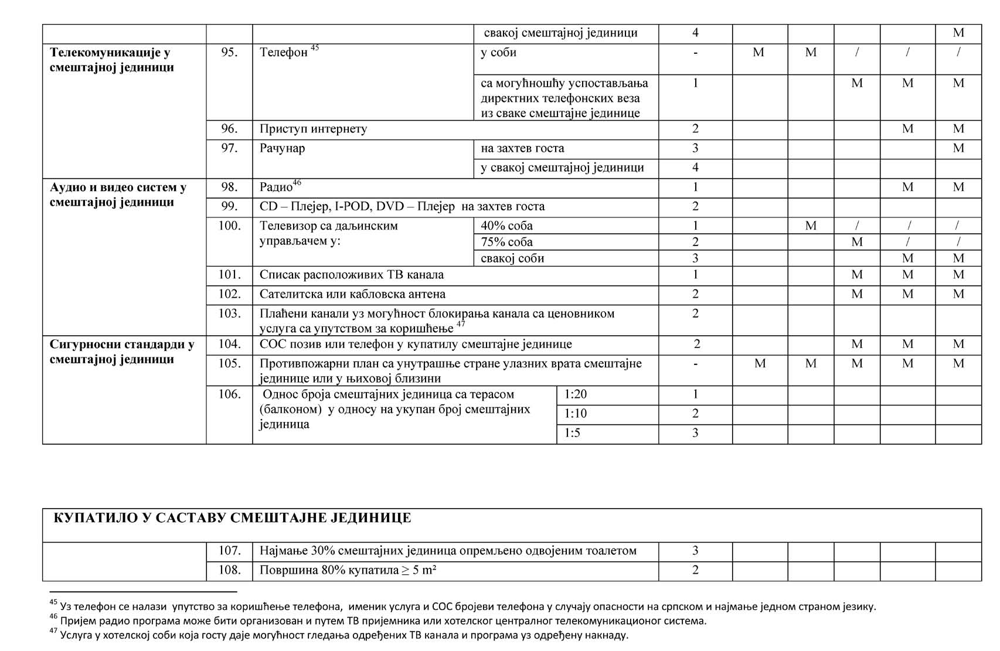 свакој смештајној јединици 4 М
Телекомуникације у 95. Телефон 45 у соби - М М / / /
смештајној јединици
са могућношћу успостављања 1 М М М
директних телефонских веза
из сваке смештајне јединице
96. Приступ интернету 2 М М
97. Рачунар на захтев госта 3 М
у свакој смештајној јединици 4
Аудио и видео систем у 98. Радио46 1 М М
смештајној јединици
99. CD – Плејер, I-POD, DVD – Плејер на захтев госта 2
100. Телевизор са даљинским 40% соба 1 М / / /
управљачем у: 75% соба 2 М / /
свакој соби 3 М М
101. Списак расположивих ТВ канала 1 М М М
102. Сателитска или кабловска антена 2 М М М
103. Плаћени канали уз могућност блокирања канала са ценовником 2
услуга са упутством за коришћење 47
Сигурносни стандарди у 104. СОС позив или телефон у купатилу смештајне јединице 2 М М М
смештајној јединици
105. Противпожарни план са унутрашње стране улазних врата смештајне - М М М М М
јединице или у њиховој близини
106. Однос броја смештајних јединица са терасом 1:20 1
(балконом) у односу на укупан број смештајних 1:10 2
јединица
1:5 3
КУПАТИЛО У САСТАВУ СМЕШТАЈНЕ ЈЕДИНИЦЕ
107. Најмање 30% смештајних јединица опремљено одвојеним тоалетом 3
108. Површина 80% купатила ≥ 5 m² 2
45 Уз телефон се налази упутство за коришћење телефона, именик услуга и СОС бројеви телефона у случају опасности на српском и најмање једном страном језику.
46 Пријем радио програма може бити организован и путем ТВ пријемника или хотелског централног телекомуникационог система.
47 Услуга у хотелској соби која госту даје могућност гледања одређених ТВ канала и програма уз одређену накнаду.